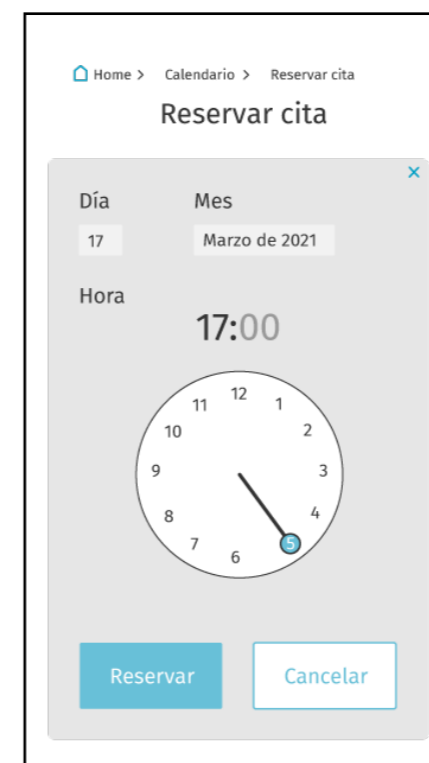 Home > Calendario > Reservar cita
Reservar cita
×
Día Mes
17 Marzo de 2021
Hora
17:00
12
11 1
10 2
9 3
8 4
7 5
6
Reservar Cancelar